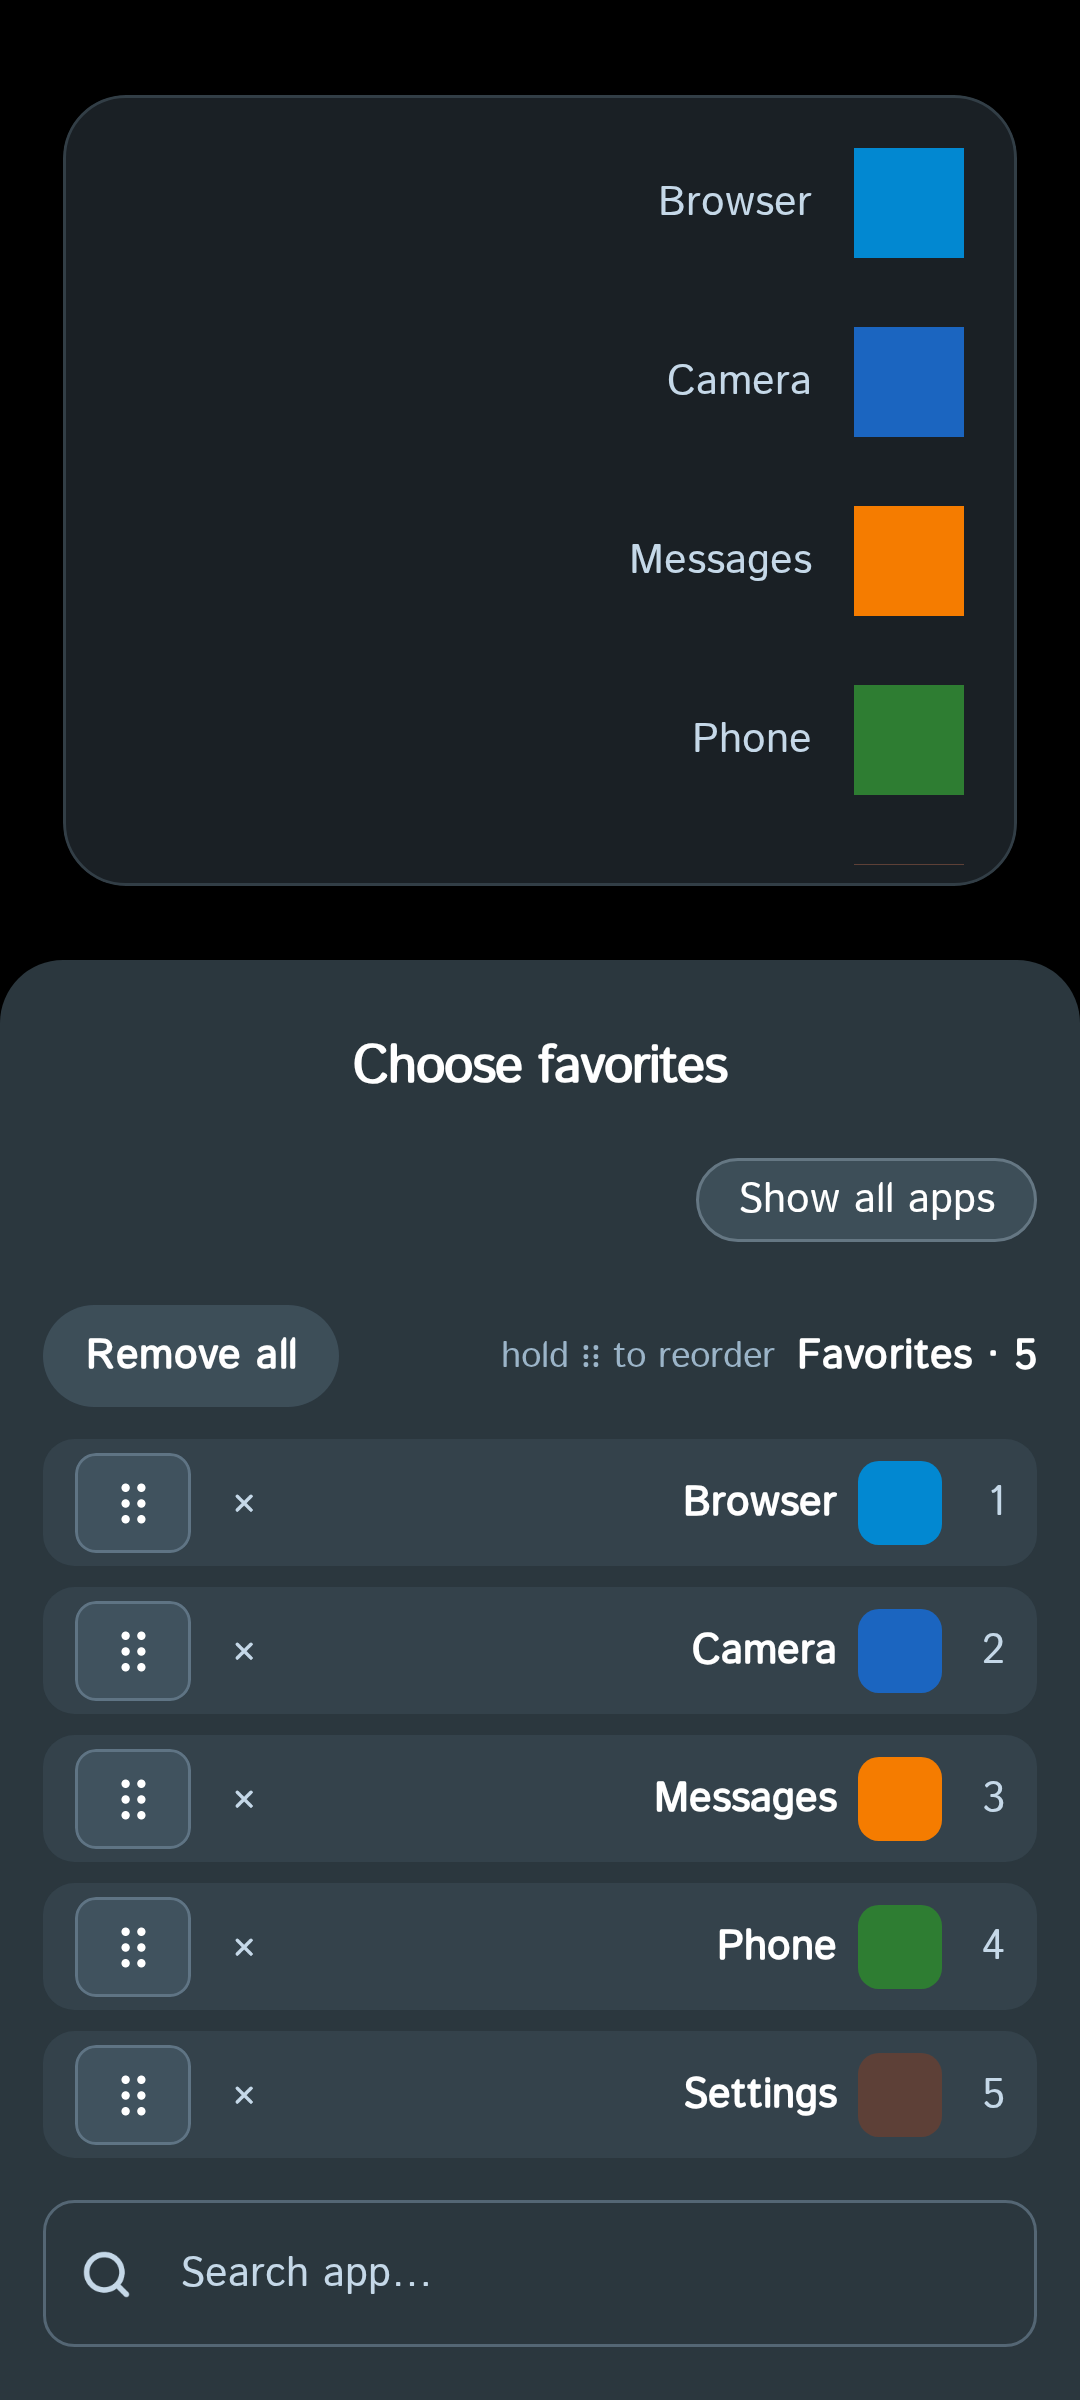 Browser
Camera
Messages
Phone
Choose favorites
Show all apps
Remove all
hold ⠿ to reorder Favorites · 5
× Browser 1
× Camera 2
× Messages 3
× Phone 4
× Settings 5
Search app…